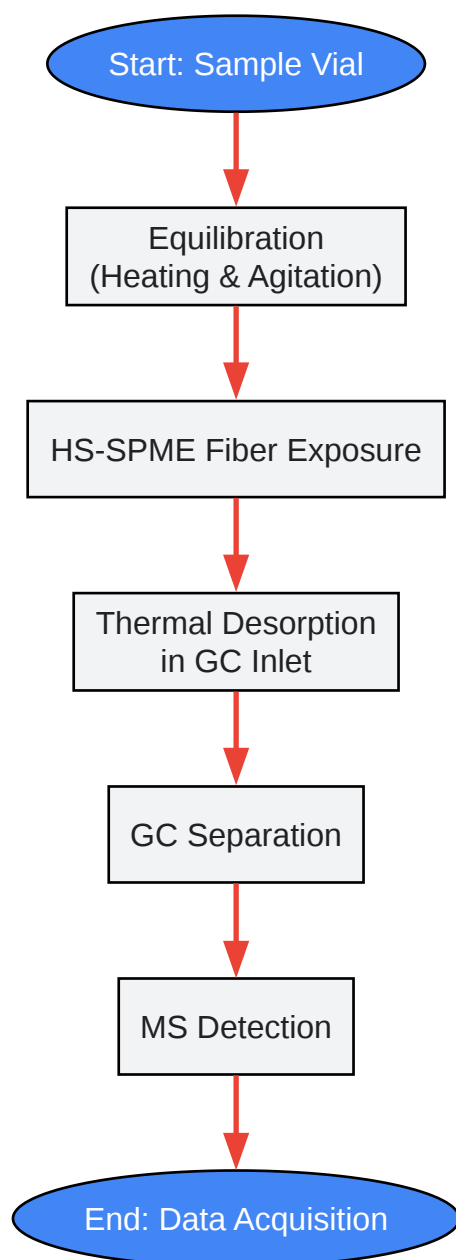 Start: Sample Vial
Equilibration
(Heating & Agitation)
HS-SPME Fiber Exposure
Thermal Desorption
in GC Inlet
GC Separation
MS Detection
End: Data Acquisition